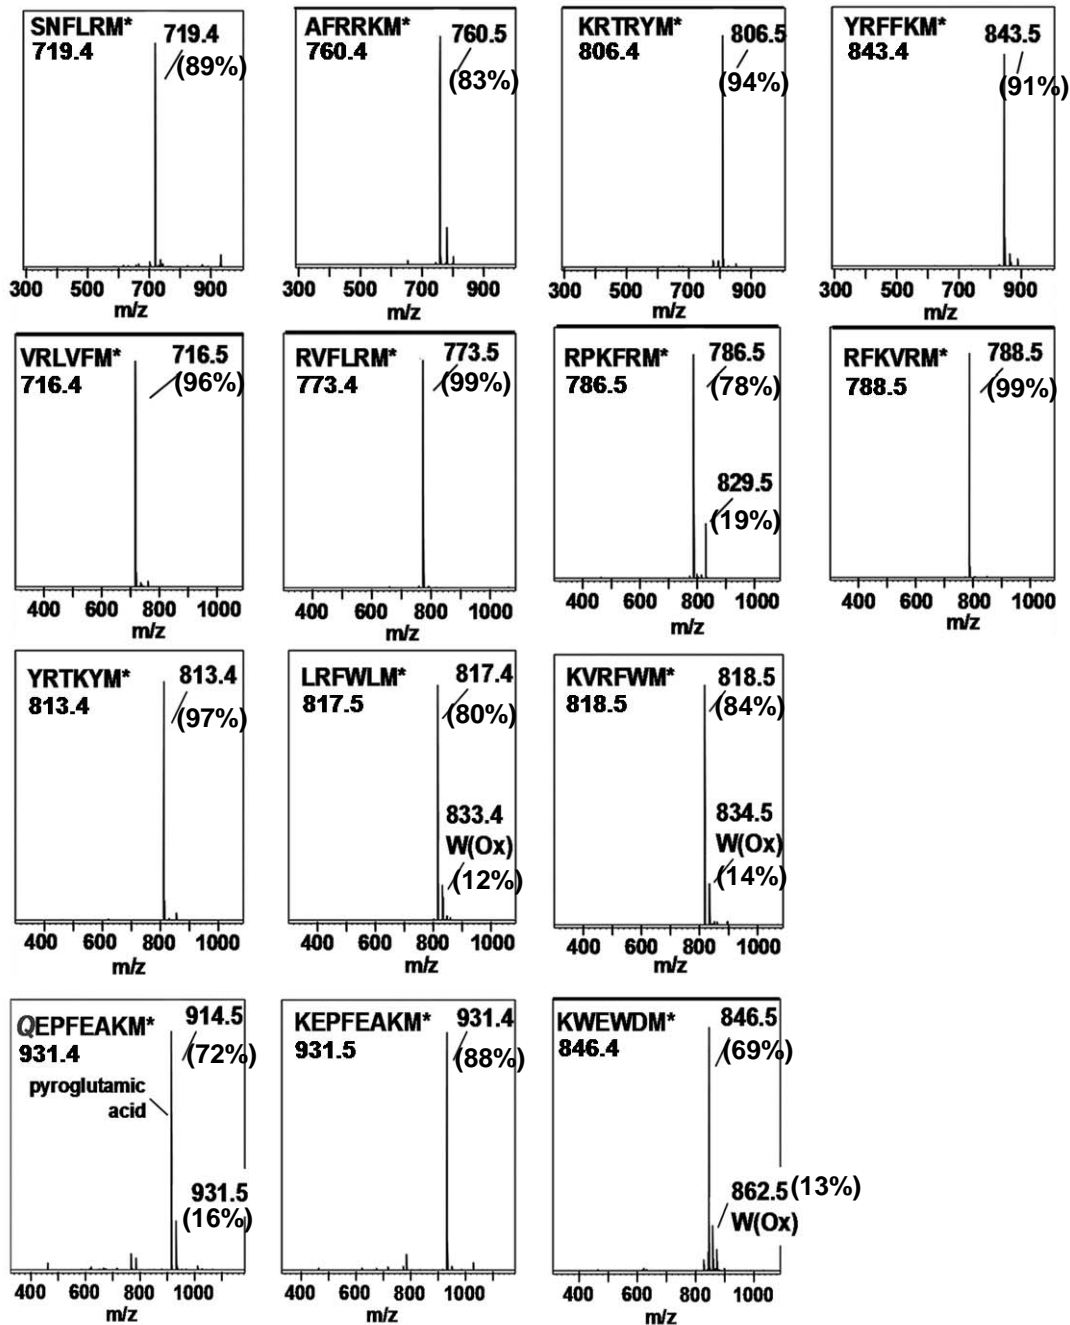 SNFLRM*
719.4
719.4
(89%)
300 500 700 900
m/z
AFRRKM*
760.4
760.5
(83%)
300 500 700 900
m/z
KRTRYM*
806.4
806.5
(94%)
300 500 700 900
m/z
YRFFKM*
843.4
843.5
(91%)
300 500 700 900
m/z
VRLVFM*
716.4
716.5
(96%)
400 600 800 1000
m/z
RVFLRM*
773.4
773.5
(99%)
400 600 800 1000
m/z
RPKFRM*
786.5
786.5
(78%)
829.5
(19%)
400 600 800 1000
m/z
RFKVRM*
788.5
788.5
(99%)
400 600 800 1000
m/z
YRTKYM*
813.4
813.4
(97%)
400 600 800 1000
m/z
LRFWLM*
817.5
817.4
(80%)
833.4
W(Ox)
(12%)
400 600 800 1000
m/z
KVRFWM*
818.5
818.5
(84%)
834.5
W(Ox)
(14%)
400 600 800 1000
m/z
QEPFEAKM*
931.4
914.5
(72%)
pyroglutamic
acid
931.5
(16%)
400 600 800 1000
m/z
KEPFEAKM*
931.5
931.4
(88%)
400 600 800 1000
m/z
KWEWDM*
846.4
846.5
(69%)
862.5 (13%)
W(Ox)
400 600 800 1000
m/z